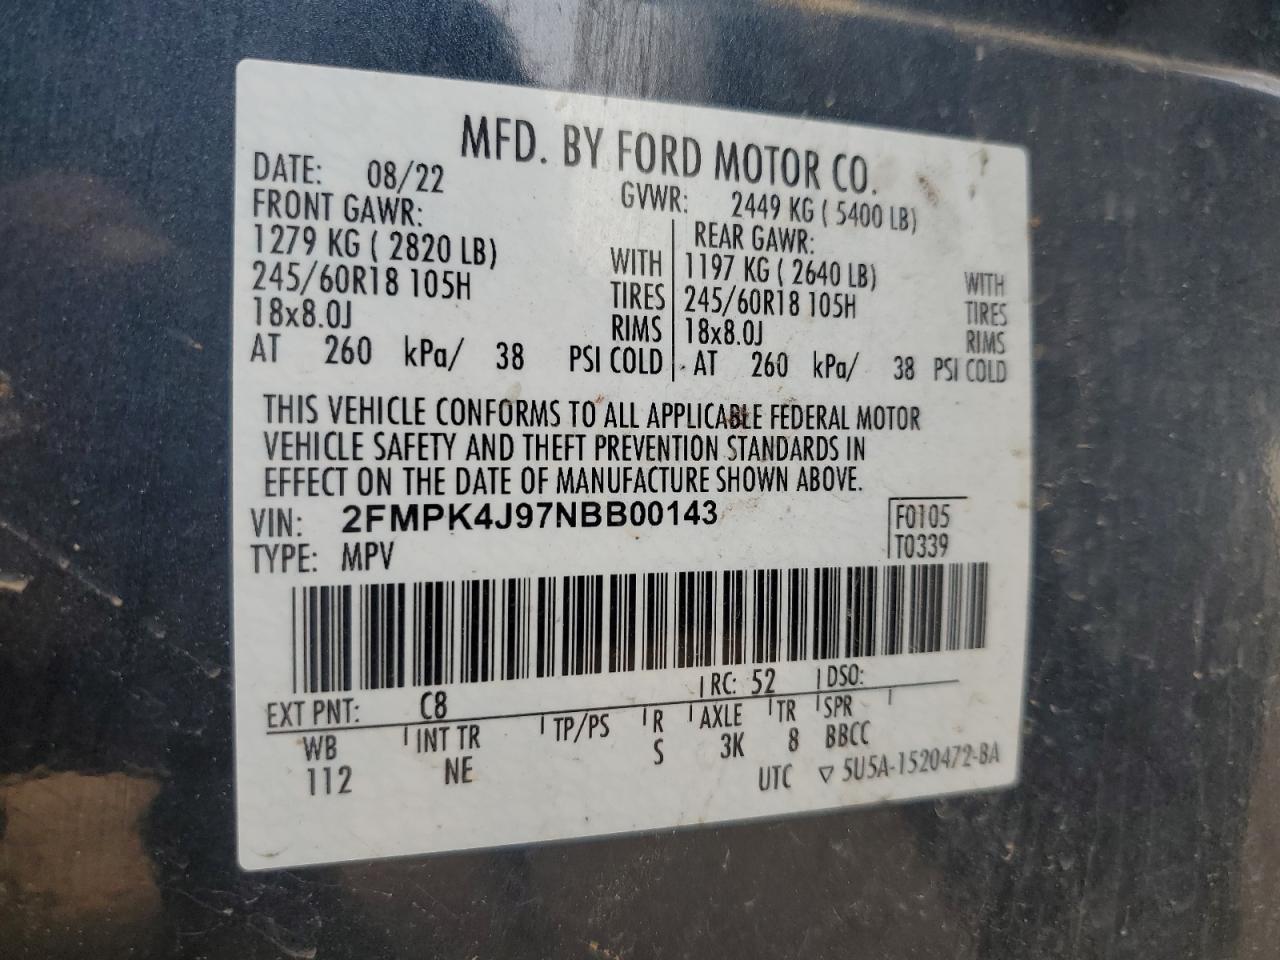 MFD. BY FORD MOTOR CO.
DATE: 08/22 GVWR: 2449 KG ( 5400 LB)
FRONT GAWR: REAR GAWR:
1279 KG ( 2820 LB) WITH 1197 KG ( 2640 LB) WITH
245/60R18 105H TIRES 245/60R18 105H TIRES
18x8.0J RIMS 18x8.0J RIMS
AT 260 kPa/ 38 PSI COLD AT 260 kPa/ 38 PSI COLD
THIS VEHICLE CONFORMS TO ALL APPLICABLE FEDERAL MOTOR
VEHICLE SAFETY AND THEFT PREVENTION STANDARDS IN
EFFECT ON THE DATE OF MANUFACTURE SHOWN ABOVE.
VIN: 2FMPK4J97NBB00143 F0105
TYPE: MPV T0339
EXT PNT: C8 RC: 52 DSO:
WB INT TR TP/PS R AXLE TR SPR
112 NE S 3K 8 BBCC
UTC ▽ 5U5A-1520472-BA